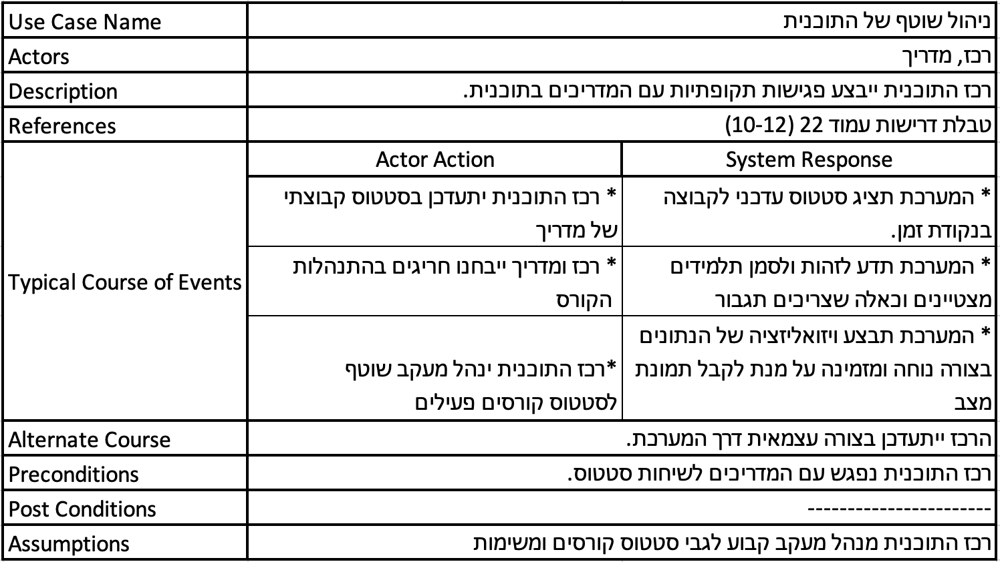 Use Case Name
ניהול שוטף של התוכנית
Actors
רכז, מדריך
Description
רכז התוכנית ייבצע פגישות תקופתיות עם המדריכים בתוכנית.
References
טבלת דרישות עמוד 22 (10-12)
Typical Course of Events
Actor Action
System Response
* רכז התוכנית יתעדכן בסטטוס קבוצתי
של מדריך
* המערכת תציג סטטוס עדכני לקבוצה
בנקודת זמן.
* רכז ומדריך ייבחנו חריגים בהתנהלות
הקורס
* המערכת תדע לזהות ולסמן תלמידים
מצטיינים וכאלה שצריכים תגבור
*רכז התוכנית ינהל מעקב שוטף
לסטטוס קורסים פעילים
* המערכת תבצע ויזואליזציה של הנתונים
בצורה נוחה ומזמינה על מנת לקבל תמונת
מצב
Alternate Course
הרכז ייתעדכן בצורה עצמאית דרך המערכת.
Preconditions
רכז התוכנית נפגש עם המדריכים לשיחות סטטוס.
Post Conditions
-----------------------
Assumptions
רכז התוכנית מנהל מעקב קבוע לגבי סטטוס קורסים ומשימות